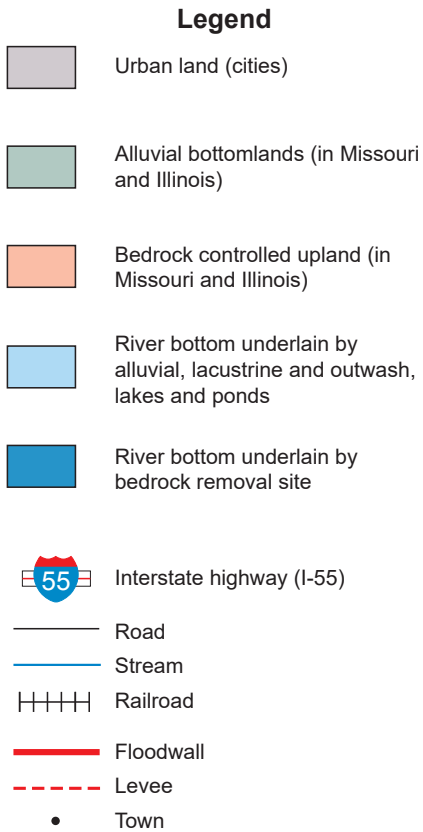 Legend
Urban land (cities)
Alluvial bottomlands (in Missouri
and Illinois)
Bedrock controlled upland (in
Missouri and Illinois)
River bottom underlain by
alluvial, lacustrine and outwash,
lakes and ponds
River bottom underlain by
bedrock removal site
55 Interstate highway (I-55)
Road
Stream
Railroad
Floodwall
Levee
Town